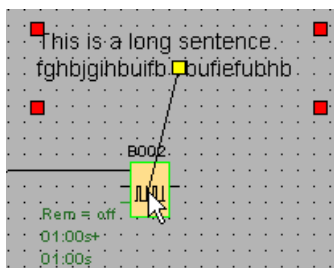 This is a long sentence.
fghbjgihbuifb bufiefubhb
B002
Rem = off
01:00s+
01:00s